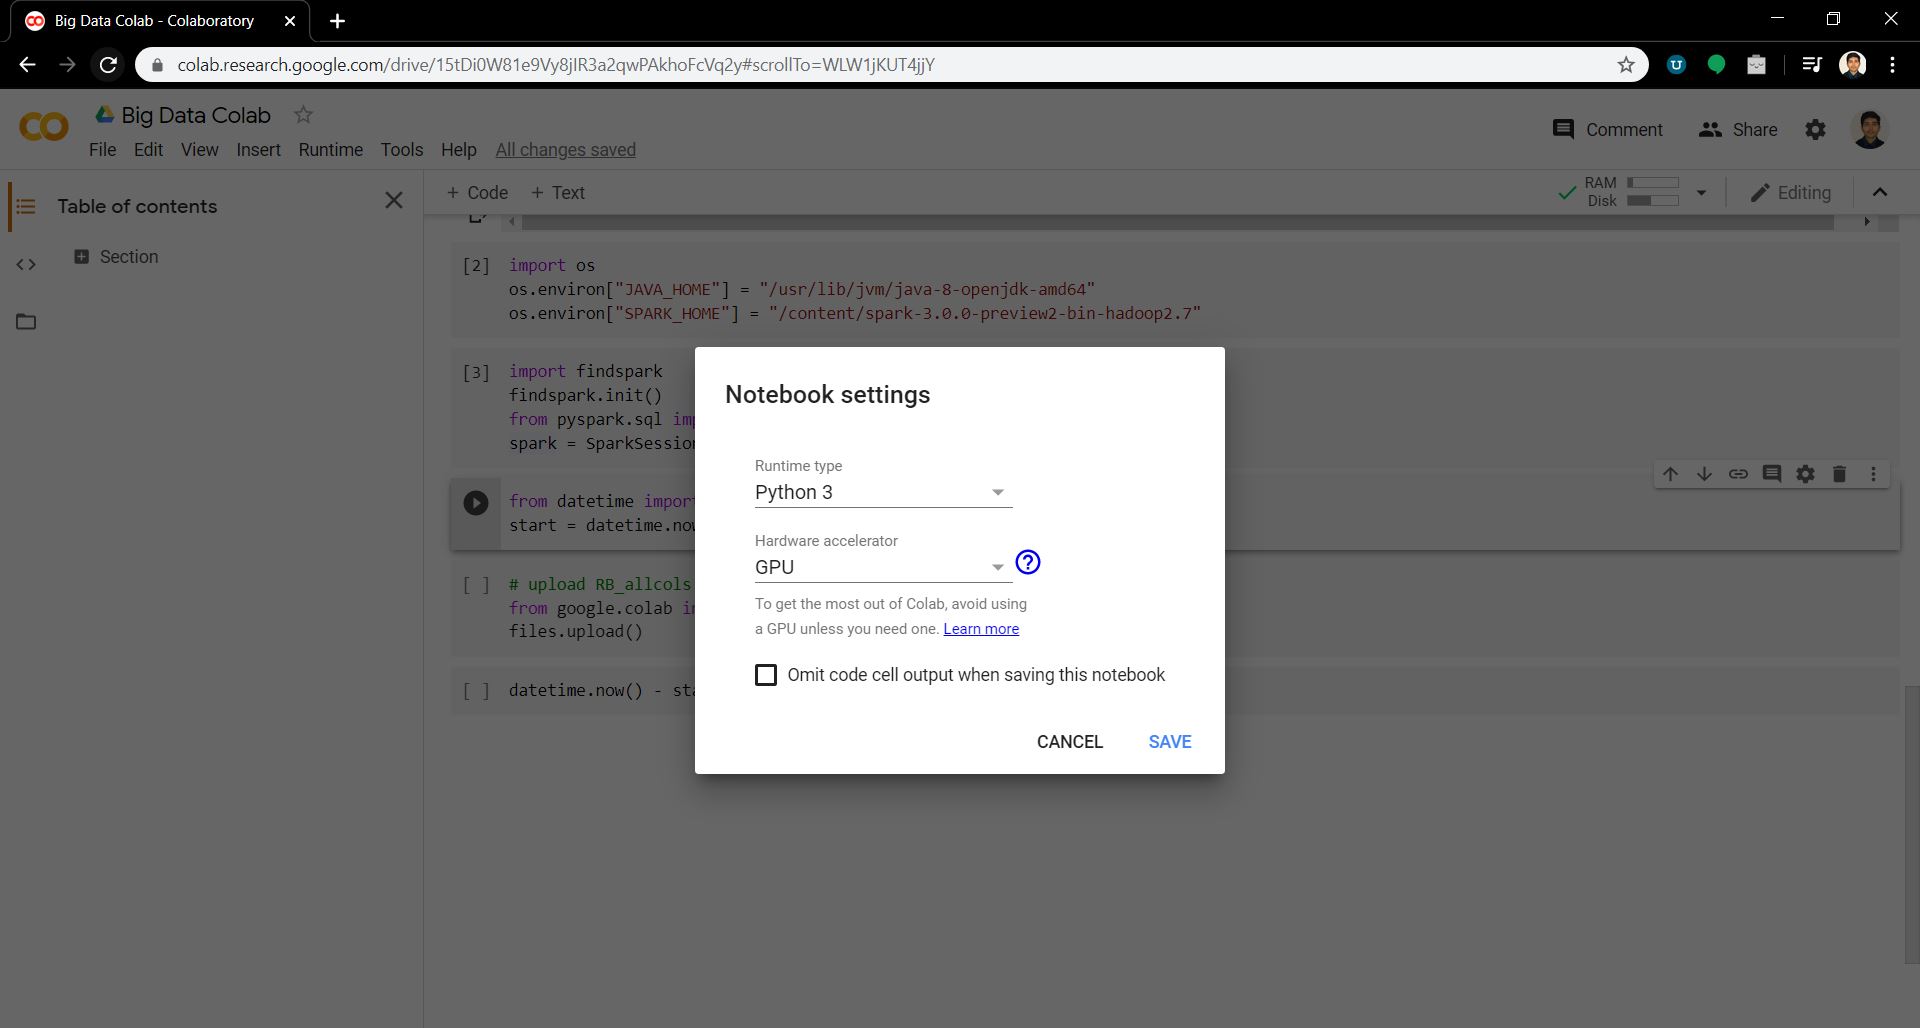 Big Data Colab - Colaboratory
colab.research.google.com/drive/15tDi0W81e9Vy8jIR3a2qwPAkhoFcVq2y#scrollTo=WLW1jKUT4jjY
Big Data Colab
File Edit View Insert Runtime Tools Help All changes saved
Comment Share
Table of contents
Section
+ Code + Text
RAM
Disk
Editing
[2] import os
os.environ["JAVA_HOME"] = "/usr/lib/jvm/java-8-openjdk-amd64"
os.environ["SPARK_HOME"] = "/content/spark-3.0.0-preview2-bin-hadoop2.7"
[3] import findspark
findspark.init()
from pyspark.sql imp
spark = SparkSession
from datetime import
start = datetime.now
[ ] # upload RB_allcols
from google.colab im
files.upload()
[ ] datetime.now() - sta
Notebook settings
Runtime type
Python 3
Hardware accelerator
GPU
To get the most out of Colab, avoid using
a GPU unless you need one. Learn more
Omit code cell output when saving this notebook
CANCEL SAVE